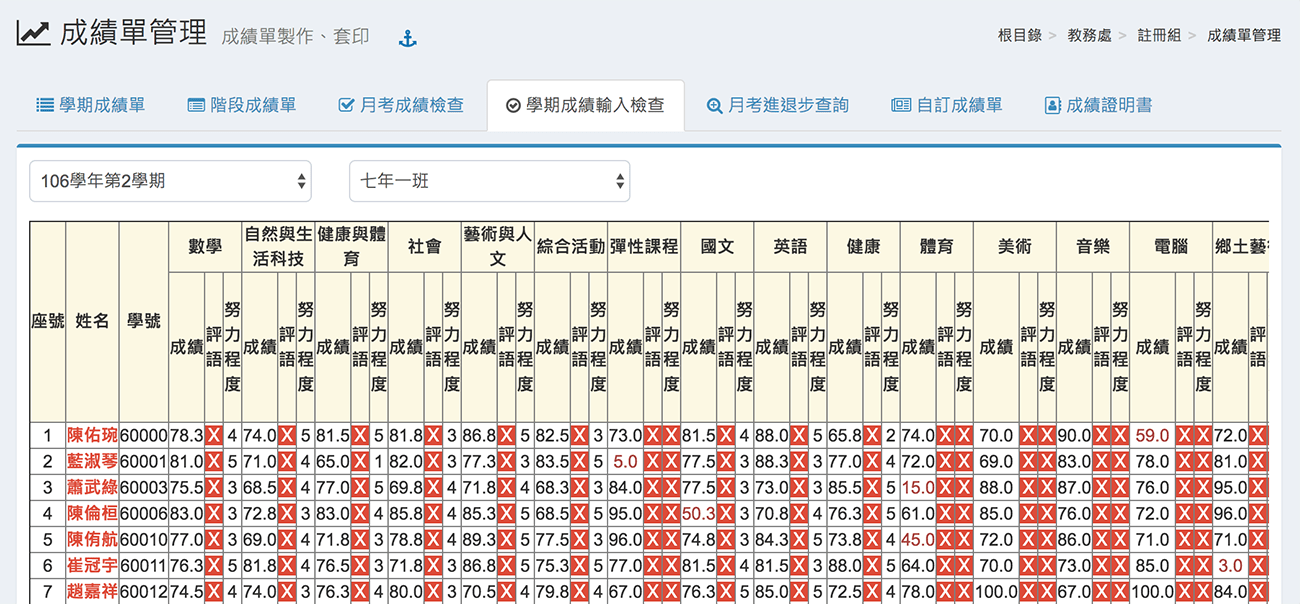 成績單管理 成績單製作、套印
根目錄 > 教務處 > 註冊組 > 成績單管理
學期成績單 階段成績單 月考成績檢查 學期成績輸入檢查 月考進退步查詢 自訂成績單 成績證明書
106學年第2學期 七年一班
座號 姓名 學號 數學 自然與生活科技 健康與體育 社會 藝術與人文 綜合活動 彈性課程 國文 英語 健康 體育 美術 音樂 電腦 鄉土藝
成績 評語 努力程度 成績 評語 努力程度 成績 評語 努力程度 成績 評語 努力程度 成績 評語 努力程度 成績 評語 努力程度 成績 評語 努力程度 成績 評語 努力程度 成績 評語 努力程度 成績 評語 努力程度 成績 評語 努力程度 成績 評語 努力程度 成績 評語 努力程度 成績 評語 努力程度 成績 評語
1 陳佑琬 60000 78.3 X 4 74.0 X 5 81.5 X 5 81.8 X 3 86.8 X 5 82.5 X 3 73.0 X X 81.5 X 4 88.0 X 5 65.8 X 2 74.0 X X 70.0 X X 90.0 X X 59.0 X X 72.0 X
2 藍淑琴 60001 81.0 X 5 71.0 X 4 65.0 X 1 82.0 X 3 77.3 X 3 83.5 X 5 5.0 X X 77.5 X 3 88.3 X 3 77.0 X 4 72.0 X X 69.0 X X 83.0 X X 78.0 X X 81.0 X
3 蕭武綠 60003 75.5 X 3 68.5 X 4 77.0 X 5 69.8 X 4 71.8 X 4 68.3 X 3 84.0 X X 77.5 X 3 73.0 X 3 85.5 X 5 15.0 X X 88.0 X X 87.0 X X 76.0 X X 95.0 X
4 陳倫桓 60006 83.0 X 3 72.8 X 3 83.0 X 4 85.8 X 4 85.3 X 5 68.5 X 5 95.0 X X 50.3 X 3 70.8 X 4 76.3 X 5 61.0 X X 85.0 X X 76.0 X X 72.0 X X 96.0 X
5 陳侑航 60010 77.0 X 3 69.0 X 4 71.8 X 3 78.8 X 4 89.3 X 5 77.5 X 3 96.0 X X 74.8 X 3 84.3 X 5 73.8 X 4 45.0 X X 72.0 X X 86.0 X X 71.0 X X 71.0 X
6 崔冠宇 60011 76.3 X 5 81.8 X 4 76.5 X 3 71.8 X 3 86.8 X 5 75.3 X 5 77.0 X X 81.5 X 4 81.5 X 3 88.0 X 5 64.0 X X 70.0 X X 73.0 X X 85.0 X X 3.0 X
7 趙嘉祥 60012 74.5 X 4 74.0 X 3 76.3 X 4 80.0 X 3 70.5 X 4 79.8 X 4 67.0 X X 76.3 X 5 85.0 X 5 72.5 X 4 78.0 X X 100.0 X X 67.0 X X 100.0 X X 84.0 X